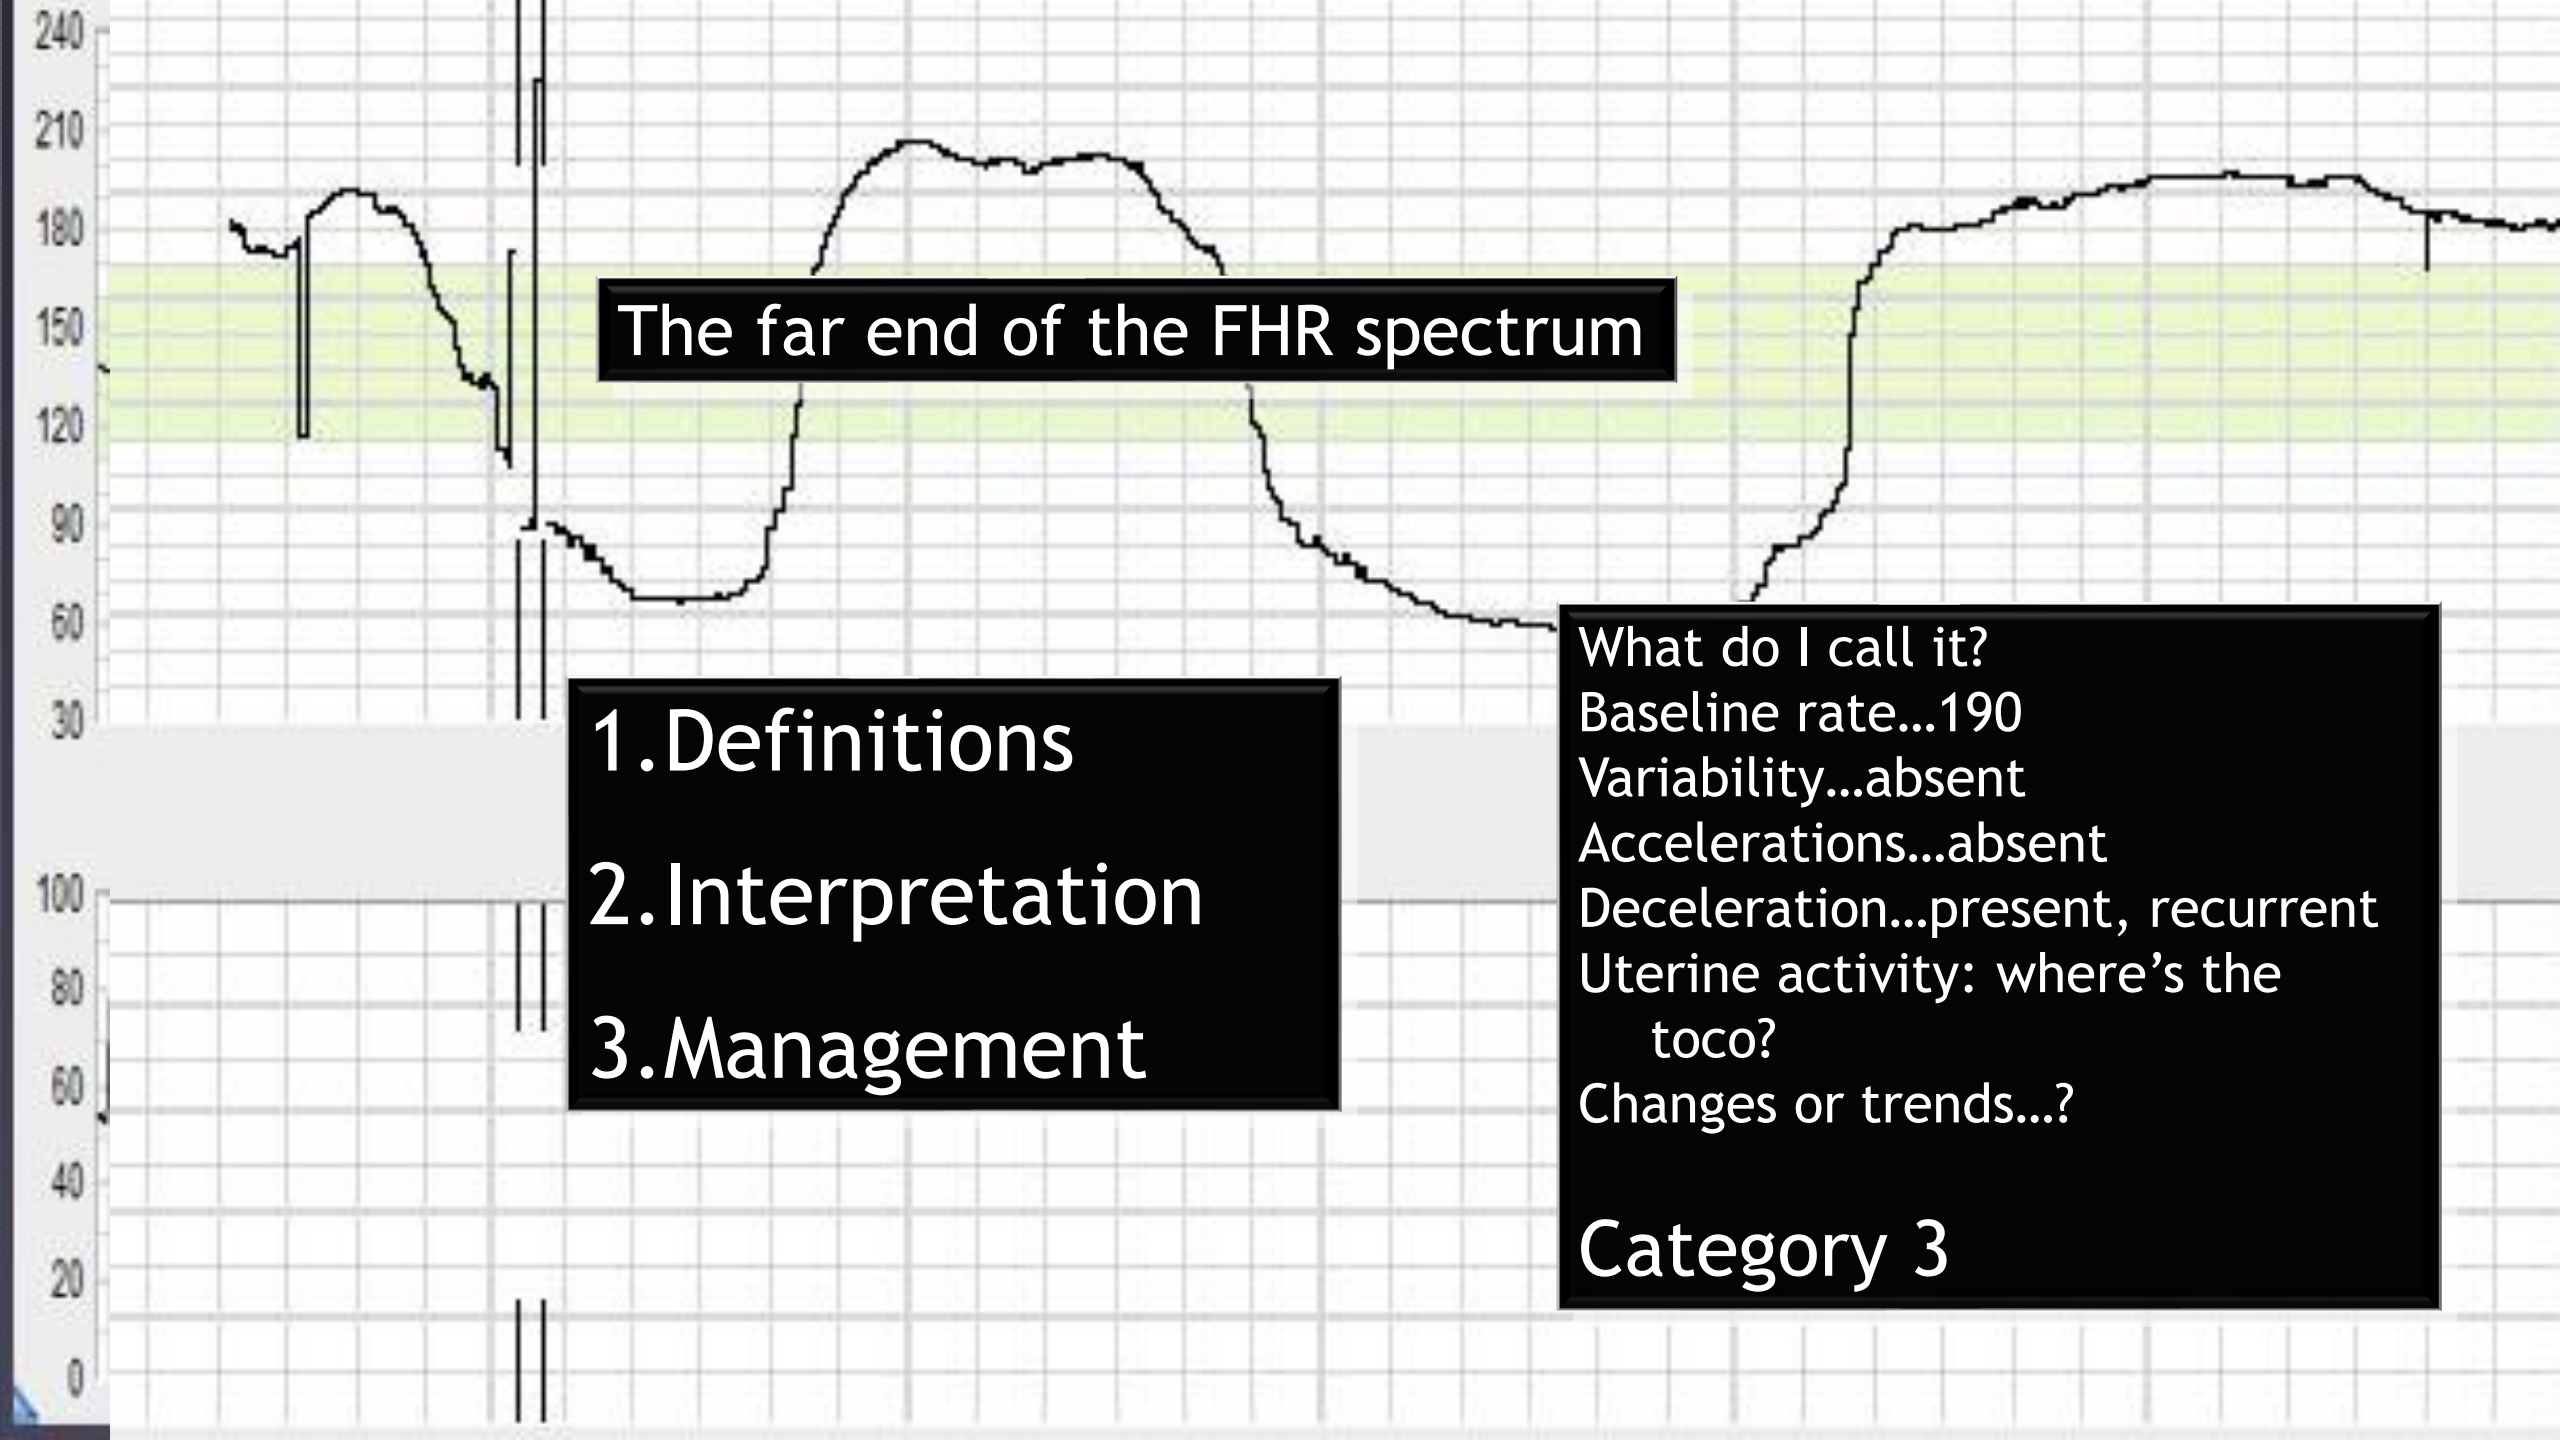 240
210
180
150
120
90
60
30
100
80
60
40
20
0
The far end of the FHR spectrum
1.Definitions
2.Interpretation
3.Management
What do I call it?
Baseline rate…190
Variability…absent
Accelerations…absent
Deceleration…present, recurrent
Uterine activity: where’s the
toco?
Changes or trends…?
Category 3